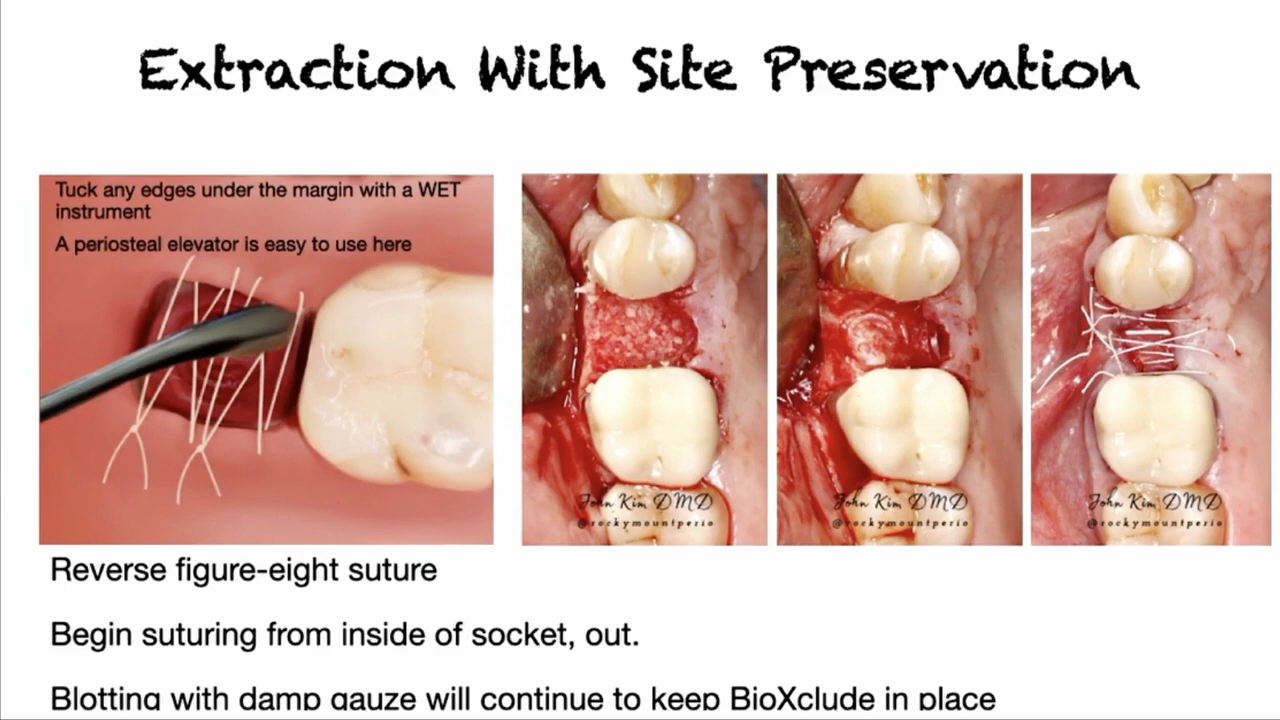 Extraction With Site Preservation
Tuck any edges under the margin with a WET
instrument
A periosteal elevator is easy to use here
John Kim DMD
@rockymountperio
John Kim DMD
@rockymountperio
John Kim DMD
@rockymountperio
Reverse figure-eight suture
Begin suturing from inside of socket, out.
Blotting with damp gauze will continue to keep BioXclude in place